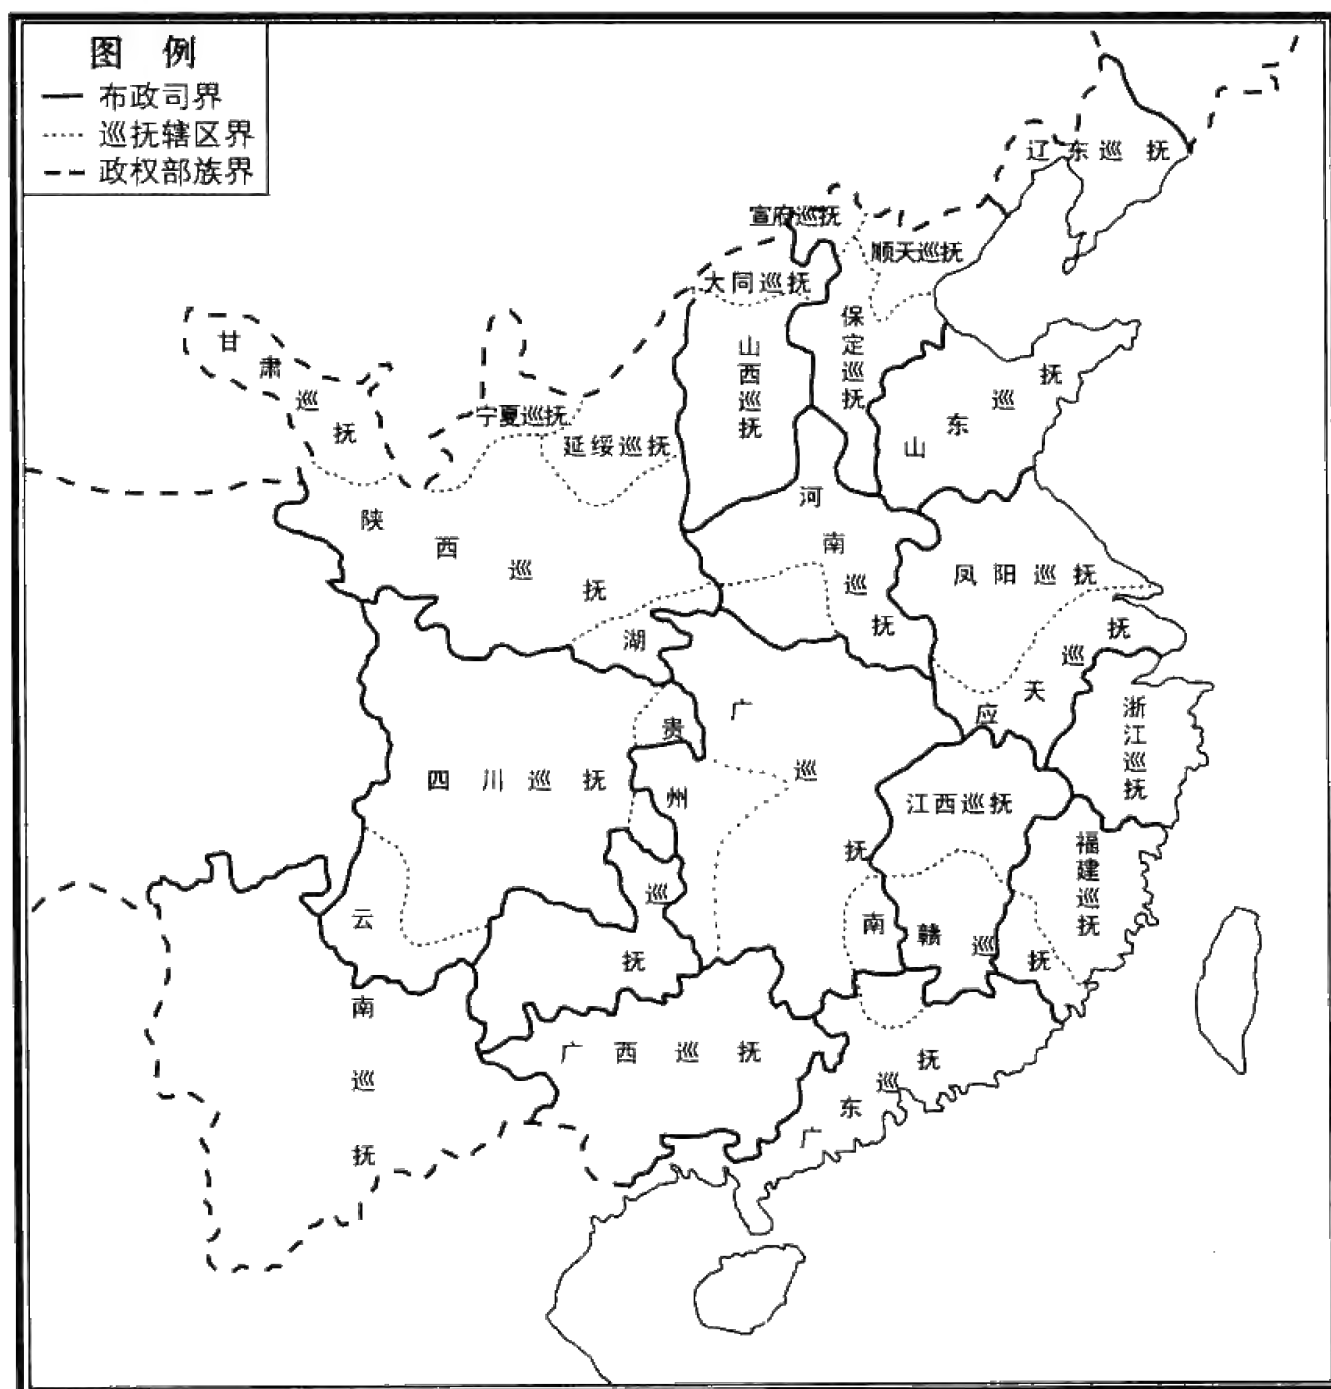 图 例
布政司界
巡抚辖区界
政权部族界
辽东巡抚
宣府巡抚
顺天巡抚
大同巡抚
保定巡抚
山西巡抚
山东巡抚
甘肃巡抚
宁夏巡抚
延绥巡抚
陕西巡抚
河南巡抚
凤阳巡抚
应天巡抚
湖广巡抚
浙江巡抚
四川巡抚
贵州巡抚
江西巡抚
福建巡抚
南赣巡抚
云南巡抚
广西巡抚
广东巡抚